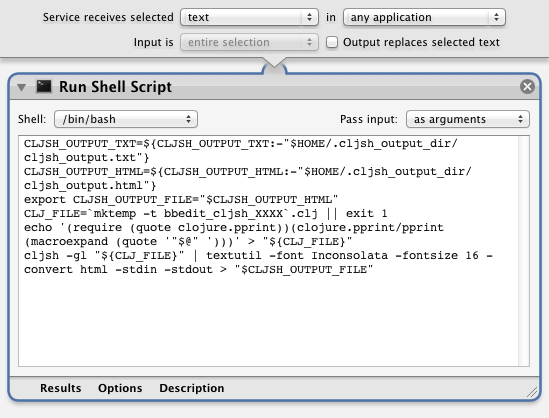 Service receives selected text in any application
Input is entire selection Output replaces selected text
Run Shell Script
Shell: /bin/bash Pass input: as arguments
CLJSH_OUTPUT_TXT=${CLJSH_OUTPUT_TXT:-"$HOME/.cljsh_output_dir/
cljsh_output.txt"}
CLJSH_OUTPUT_HTML=${CLJSH_OUTPUT_HTML:-"$HOME/.cljsh_output_dir/
cljsh_output.html"}
export CLJSH_OUTPUT_FILE="$CLJSH_OUTPUT_HTML"
CLJ_FILE=`mktemp -t bbedit_cljsh_XXXX`.clj || exit 1
echo '(require (quote clojure.pprint))(clojure.pprint/pprint
(macroexpand (quote '"$@" ')))' > "${CLJ_FILE}"
cljsh -gl "${CLJ_FILE}" | textutil -font Inconsolata -fontsize 16 -
convert html -stdin -stdout > "$CLJSH_OUTPUT_FILE"
Results Options Description